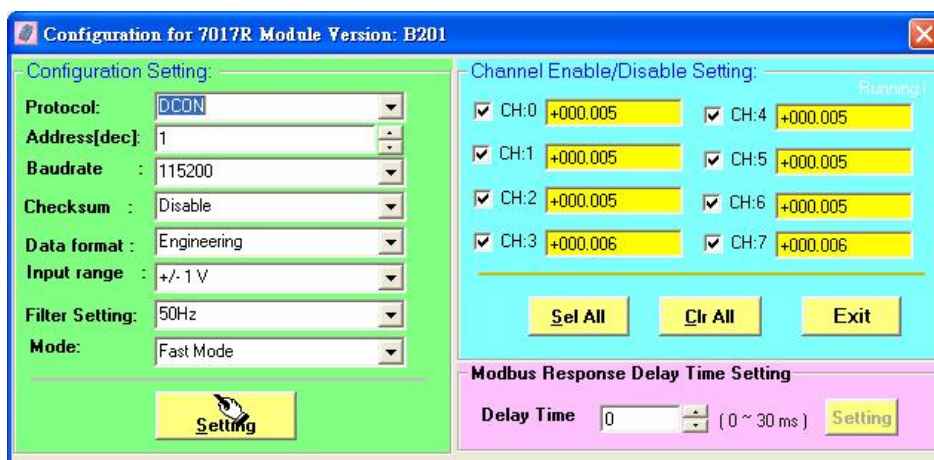 Configuration for 7017R Module Version: B201
Configuration Setting:
Protocol: DCON
Address[dec]: 1
Baudrate : 115200
Checksum : Disable
Data format : Engineering
Input range : +/- 1 V
Filter Setting: 50Hz
Mode: Fast Mode
Setting
Channel Enable/Disable Setting:
Running !
CH:0 +000.005 CH:4 +000.005
CH:1 +000.005 CH:5 +000.005
CH:2 +000.005 CH:6 +000.005
CH:3 +000.006 CH:7 +000.006
Sel All Clr All Exit
Modbus Response Delay Time Setting
Delay Time 0 ( 0 ~ 30 ms ) Setting